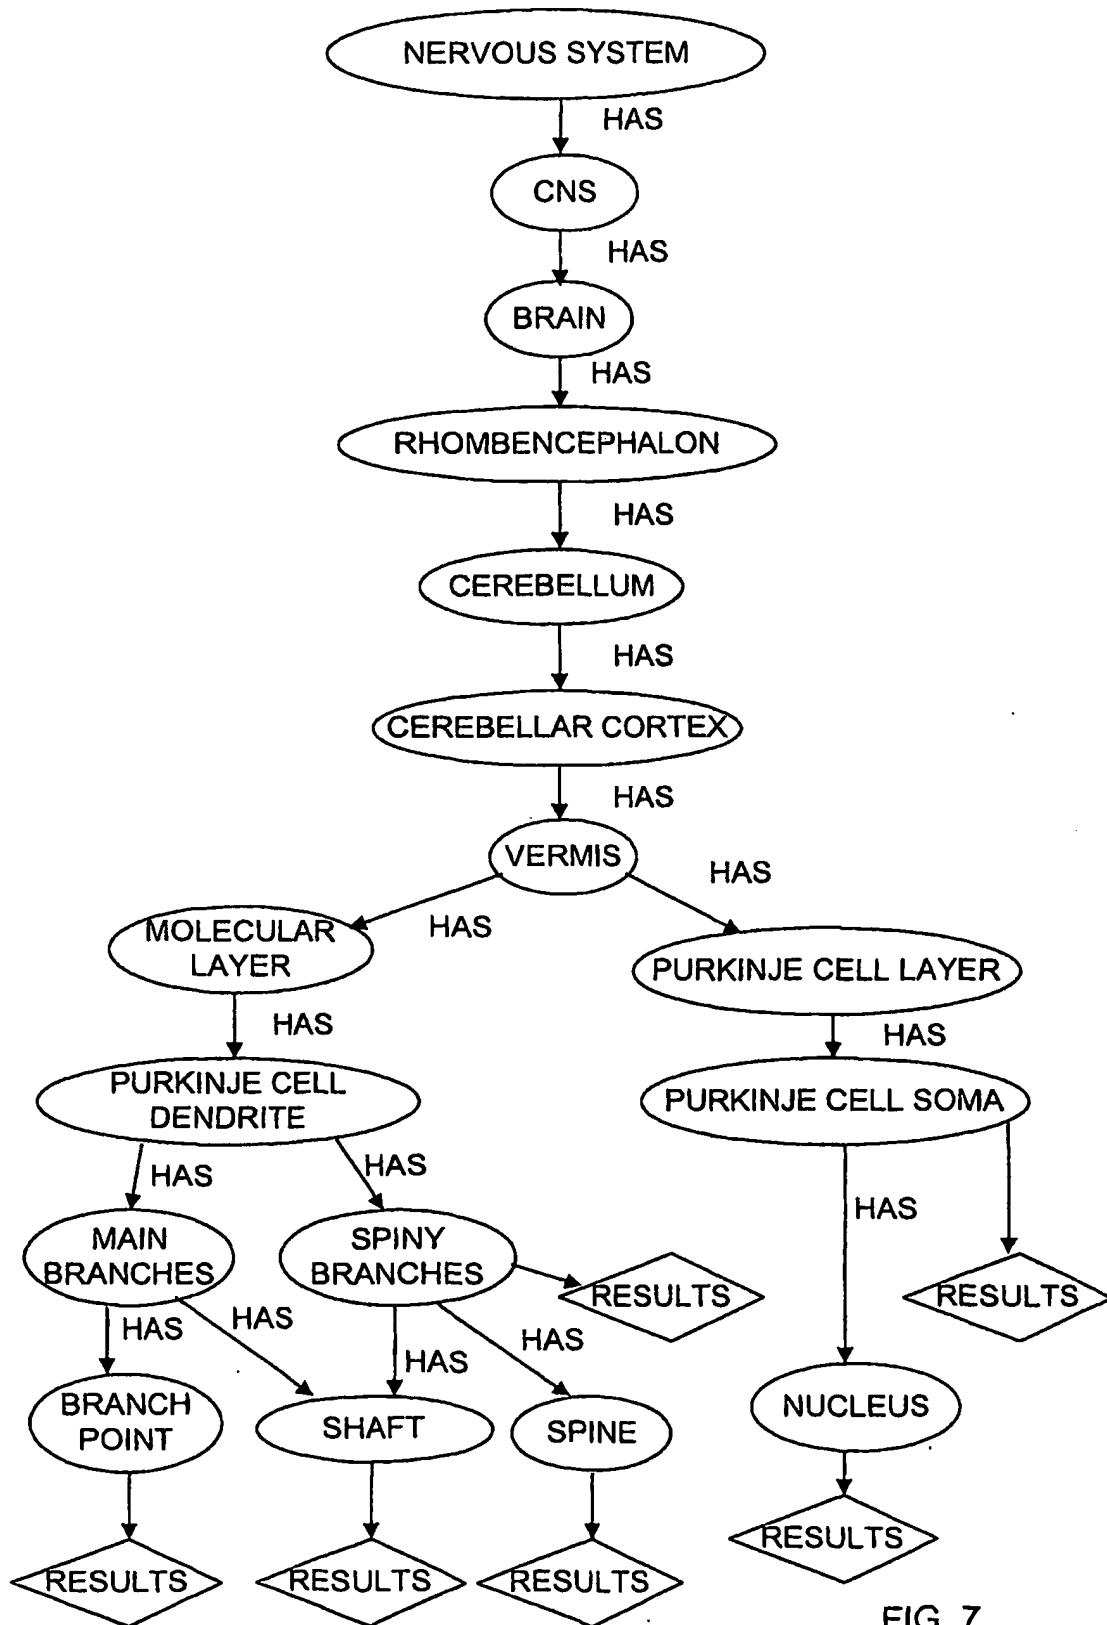 NERVOUS SYSTEM
HAS
CNS
HAS
BRAIN
HAS
RHOMBENCEPHALON
HAS
CEREBELLUM
HAS
CEREBELLAR CORTEX
HAS
VERMIS
HAS
HAS
MOLECULAR
LAYER
PURKINJE CELL LAYER
HAS
HAS
PURKINJE CELL
DENDRITE
PURKINJE CELL SOMA
HAS
HAS
HAS
MAIN
BRANCHES
SPINY
BRANCHES
RESULTS
RESULTS
HAS
HAS
HAS
HAS
BRANCH
POINT
SHAFT
SPINE
NUCLEUS
RESULTS
RESULTS
RESULTS
RESULTS
FIG. 7